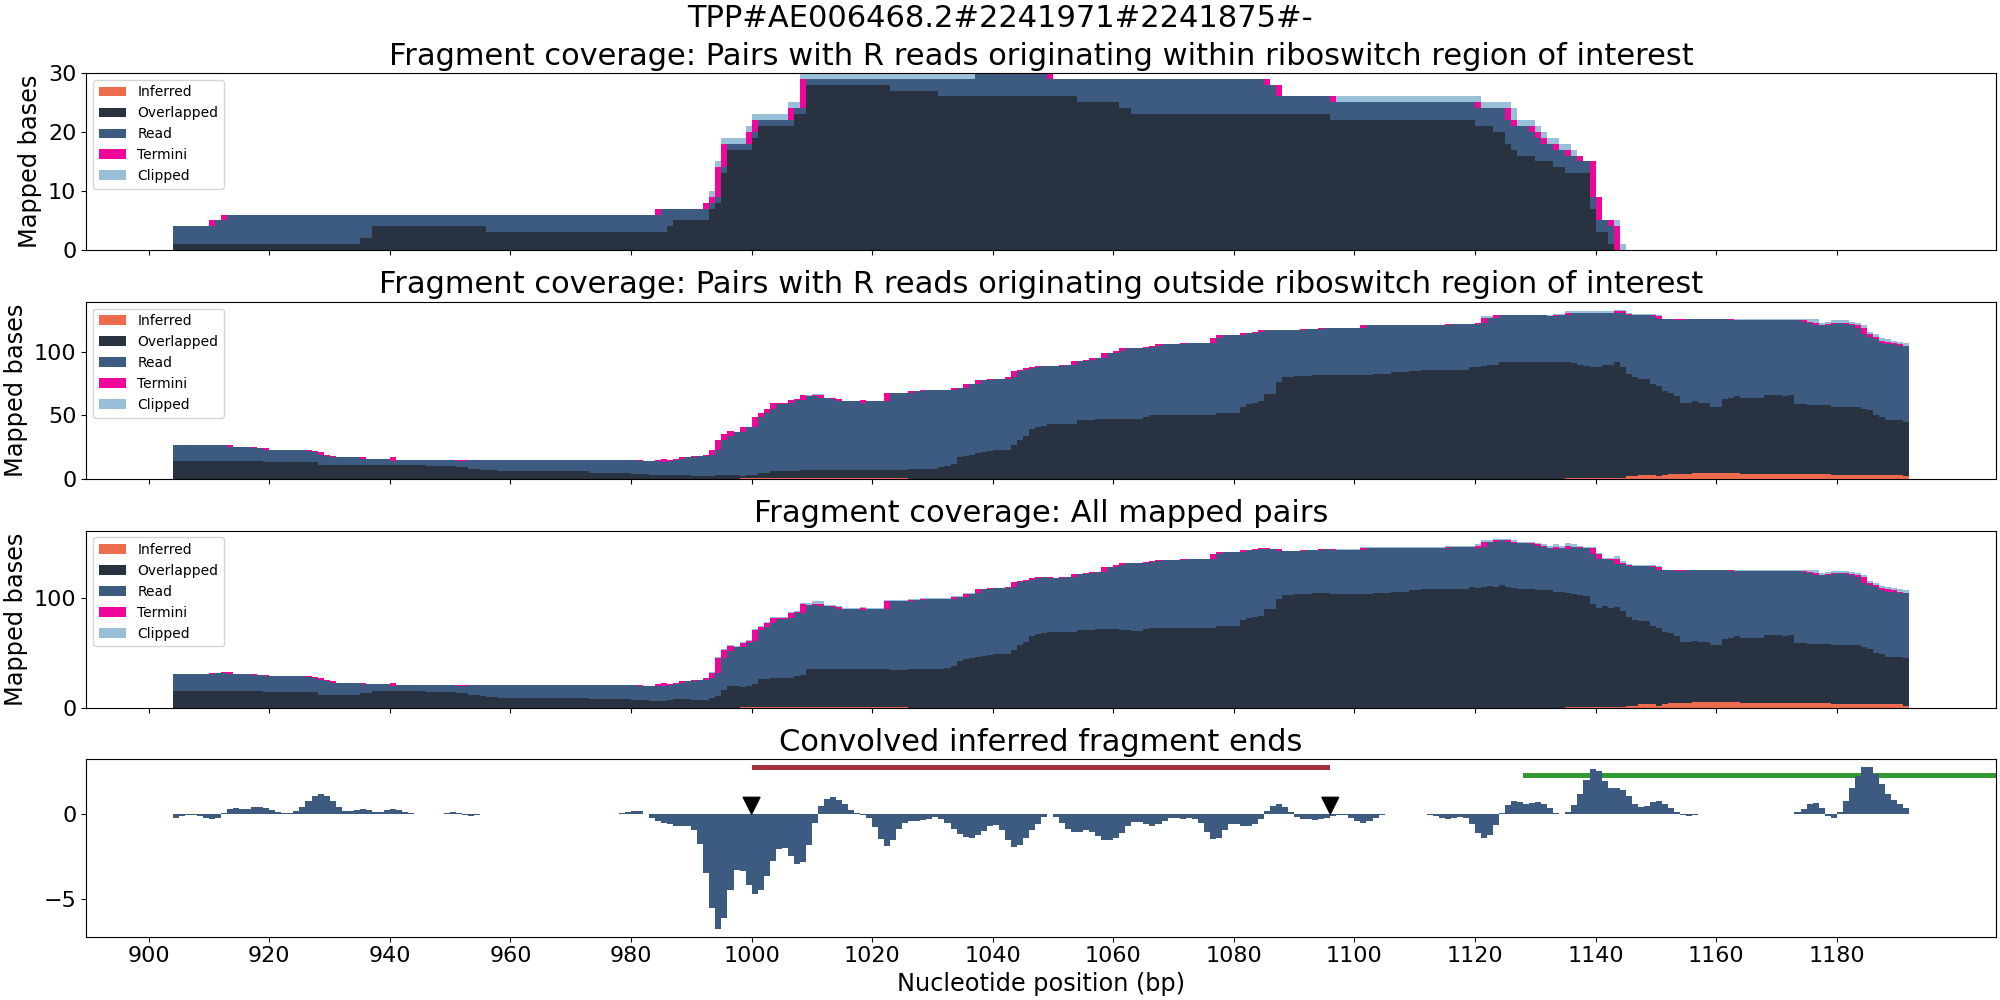 TPP#AE006468.2#2241971#2241875#-
Fragment coverage: Pairs with R reads originating within riboswitch region of interest
Mapped bases
30
20
10
0
Inferred
Overlapped
Read
Termini
Clipped
Fragment coverage: Pairs with R reads originating outside riboswitch region of interest
Mapped bases
100
50
0
Inferred
Overlapped
Read
Termini
Clipped
Fragment coverage: All mapped pairs
Mapped bases
100
0
Inferred
Overlapped
Read
Termini
Clipped
Convolved inferred fragment ends
0
−5
900 920 940 960 980 1000 1020 1040 1060 1080 1100 1120 1140 1160 1180
Nucleotide position (bp)